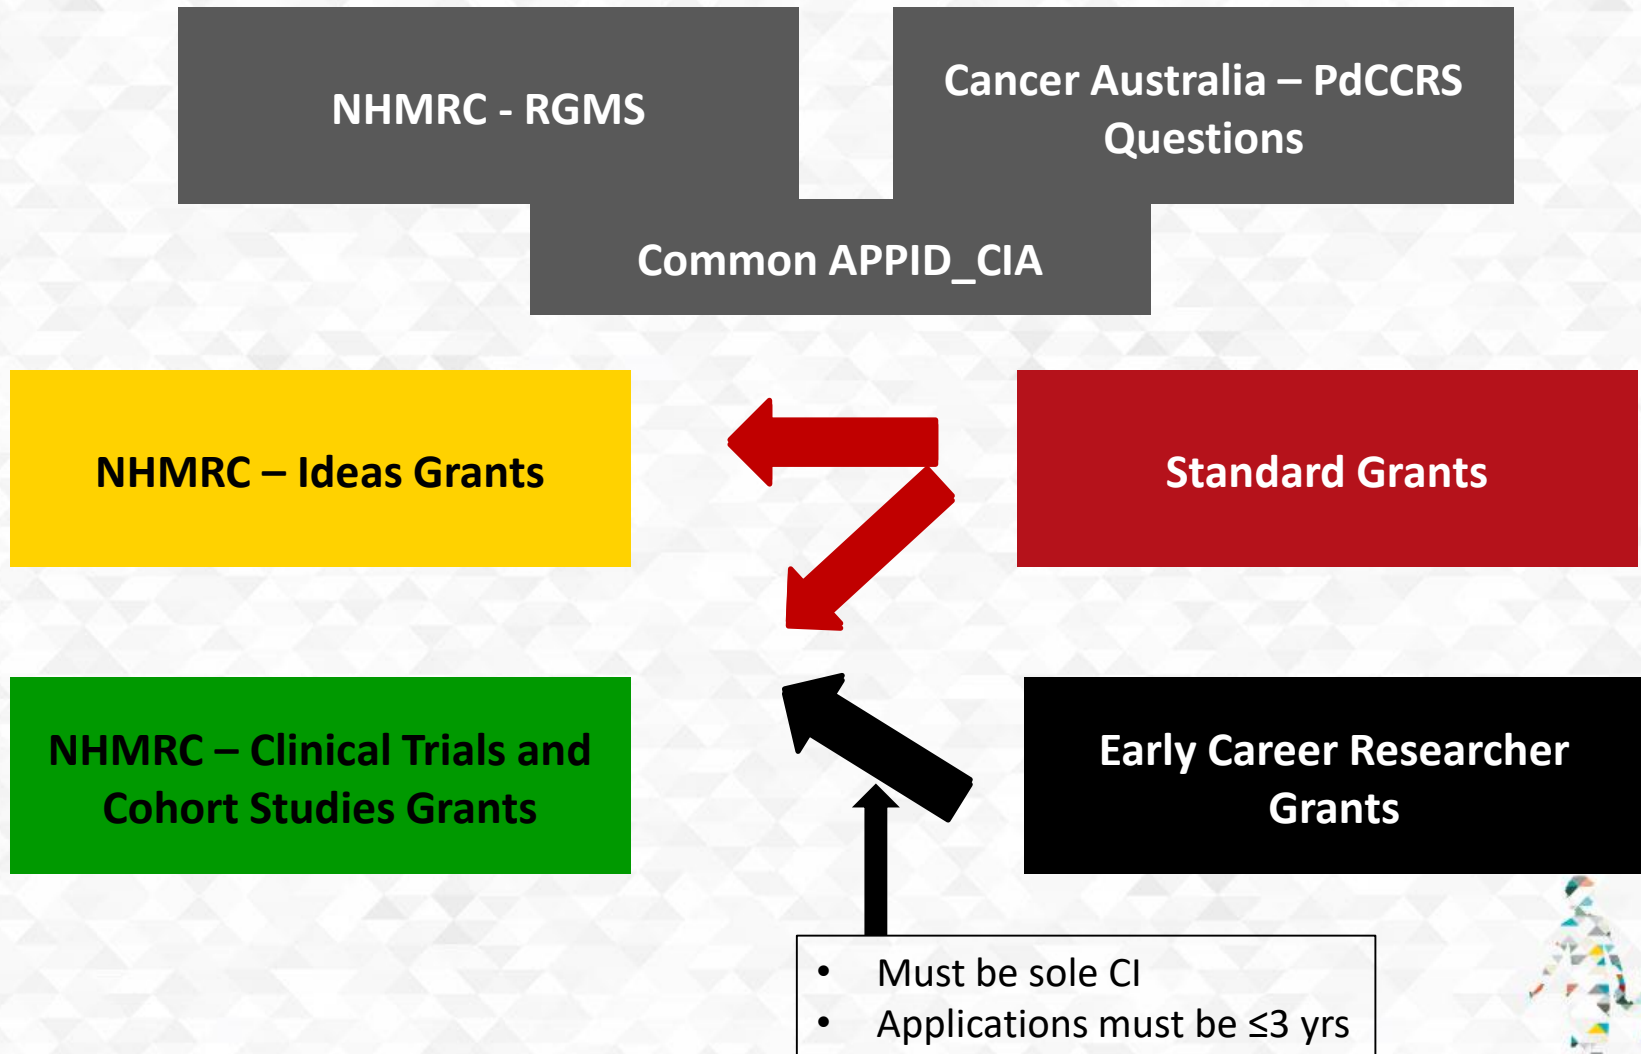 NHMRC - RGMS
Cancer Australia – PdCCRS
Questions
Common APPID_CIA
NHMRC – Ideas Grants
Standard Grants
NHMRC – Clinical Trials and
Cohort Studies Grants
Early Career Researcher
Grants
• Must be sole CI
• Applications must be ≤3 yrs